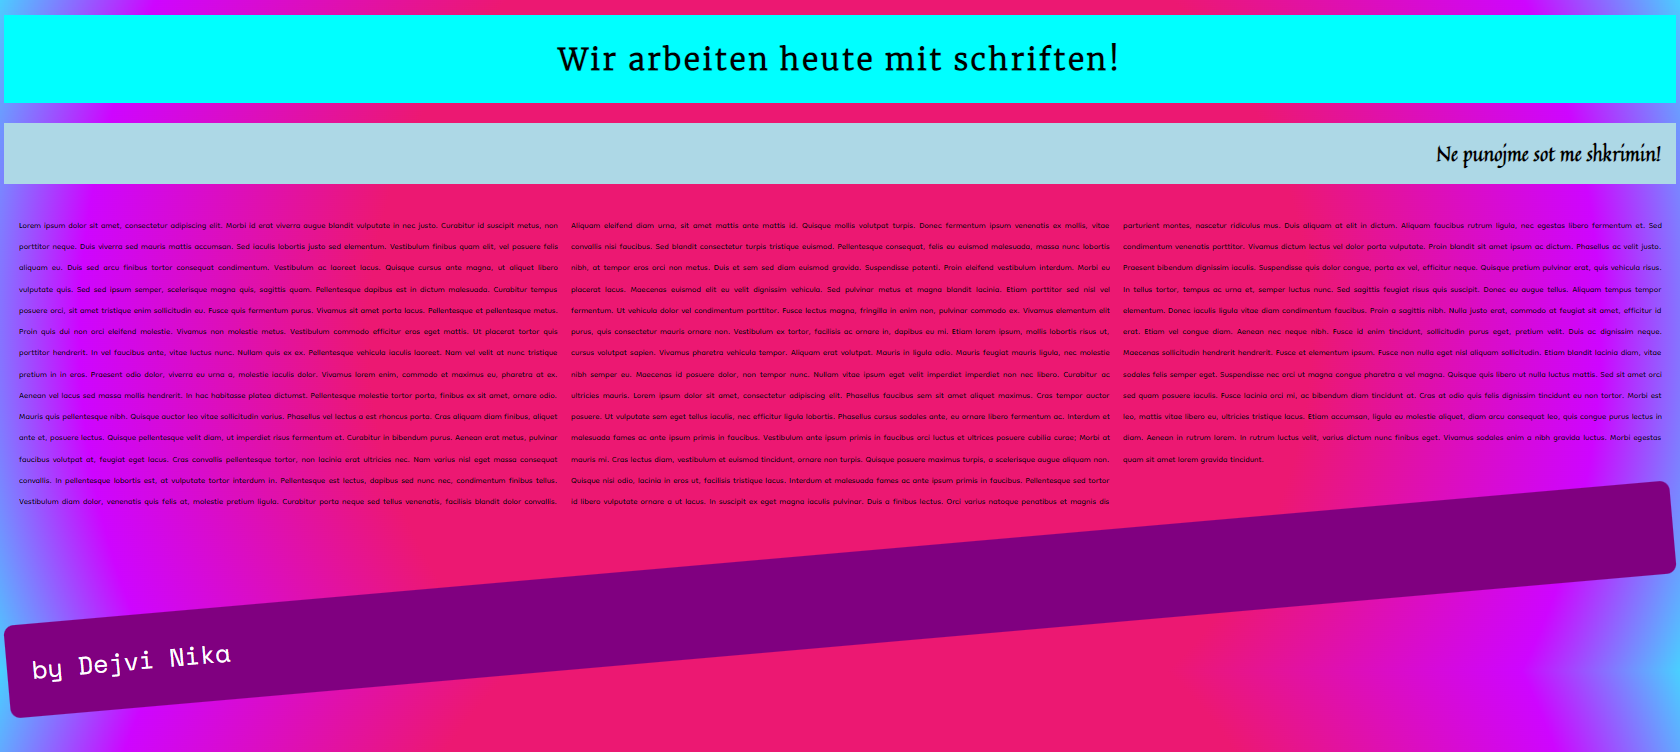 Wir arbeiten heute mit schriften!
Ne punojme sot me shkrimin!
Lorem ipsum dolor sit amet, consectetur adipiscing elit. Morbi id erat viverra augue blandit vulputate in nec justo. Curabitur id suscipit metus, non
porttitor neque. Duis viverra sed mauris mattis accumsan. Sed iaculis lobortis justo sed elementum. Vestibulum finibus quam elit, vel posuere felis
aliquam eu. Duis sed arcu finibus tortor consequat condimentum. Vestibulum ac laoreet lacus. Quisque cursus ante magna, ut aliquet libero
vulputate quis. Sed sed ipsum semper, scelerisque magna quis, sagittis quam. Pellentesque dapibus est in dictum malesuada. Curabitur tempus
posuere orci, sit amet tristique enim sollicitudin eu. Fusce quis fermentum purus. Vivamus sit amet porta lacus. Pellentesque et pellentesque metus.
Proin quis dui non orci eleifend molestie. Vivamus non molestie metus. Vestibulum commodo efficitur eros eget mattis. Ut placerat tortor quis
porttitor hendrerit. In vel faucibus ante, vitae luctus nunc. Nullam quis ex ex. Pellentesque vehicula iaculis laoreet. Nam vel velit at nunc tristique
pretium in in eros. Praesent odio dolor, viverra eu urna a, molestie iaculis dolor. Vivamus lorem enim, commodo et maximus eu, pharetra at ex.
Aenean vel lacus sed massa mollis hendrerit. In hac habitasse platea dictumst. Pellentesque molestie tortor porta, finibus ex sit amet, ornare odio.
Mauris quis pellentesque nibh. Quisque auctor leo vitae sollicitudin varius. Phasellus vel lectus a est rhoncus porta. Cras aliquam diam finibus, aliquet
ante et, posuere lectus. Quisque pellentesque velit diam, ut imperdiet risus fermentum et. Curabitur in bibendum purus. Aenean erat metus, pulvinar
faucibus volutpat at, feugiat eget lacus. Cras convallis pellentesque tortor, non lacinia erat ultricies nec. Nam varius nisl eget massa consequat
convallis. In pellentesque lobortis est, at vulputate tortor interdum in. Pellentesque est lectus, dapibus sed nunc nec, condimentum finibus tellus.
Vestibulum diam dolor, venenatis quis felis at, molestie pretium ligula. Curabitur porta neque sed tellus venenatis, facilisis blandit dolor convallis.
Aliquam eleifend diam urna, sit amet mattis ante mattis id. Quisque mollis volutpat turpis. Donec fermentum ipsum venenatis ex mollis, vitae
convallis nisi faucibus. Sed blandit consectetur turpis tristique euismod. Pellentesque consequat, felis eu euismod malesuada, massa nunc lobortis
nibh, at tempor eros orci non metus. Duis et sem sed diam euismod gravida. Suspendisse potenti. Proin eleifend vestibulum interdum. Morbi eu
placerat lacus. Maecenas euismod elit eu velit dignissim vehicula. Sed pulvinar metus et magna blandit lacinia. Etiam porttitor sed nisl vel
fermentum. Ut vehicula dolor vel condimentum porttitor. Fusce lectus magna, fringilla in enim non, pulvinar commodo ex. Vivamus elementum elit
purus, quis consectetur mauris ornare non. Vestibulum ex tortor, facilisis ac ornare in, dapibus eu mi. Etiam lorem ipsum, mollis lobortis risus ut,
cursus volutpat sapien. Vivamus pharetra vehicula tempor. Aliquam erat volutpat. Mauris in ligula odio. Mauris feugiat mauris ligula, nec molestie
nibh semper eu. Maecenas id posuere dolor, non tempor nunc. Nullam vitae ipsum eget velit imperdiet imperdiet non nec libero. Curabitur ac
ultricies mauris. Lorem ipsum dolor sit amet, consectetur adipiscing elit. Phasellus faucibus sem sit amet aliquet maximus. Cras tempor auctor
posuere. Ut vulputate sem eget tellus iaculis, nec efficitur ligula lobortis. Phasellus cursus sodales ante, eu ornare libero fermentum ac. Interdum et
malesuada fames ac ante ipsum primis in faucibus. Vestibulum ante ipsum primis in faucibus orci luctus et ultrices posuere cubilia curae; Morbi at
mauris mi. Cras lectus diam, vestibulum et euismod tincidunt, ornare non turpis. Quisque posuere maximus turpis, a scelerisque augue aliquam non.
Quisque nisi odio, lacinia in eros ut, facilisis tristique lacus. Interdum et malesuada fames ac ante ipsum primis in faucibus. Pellentesque sed tortor
id libero vulputate ornare a ut lacus. In suscipit ex eget magna iaculis pulvinar. Duis a finibus lectus. Orci varius natoque penatibus et magnis dis
parturient montes, nascetur ridiculus mus. Duis aliquam at elit in dictum. Aliquam faucibus rutrum ligula, nec egestas libero fermentum et. Sed
condimentum venenatis porttitor. Vivamus dictum lectus vel dolor porta vulputate. Proin blandit sit amet ipsum ac dictum. Phasellus ac velit justo.
Praesent bibendum dignissim iaculis. Suspendisse quis dolor congue, porta ex vel, efficitur neque. Quisque pretium pulvinar erat, quis vehicula risus.
In tellus tortor, tempus ac urna et, semper luctus nunc. Sed sagittis feugiat risus quis suscipit. Donec eu augue tellus. Aliquam tempus tempor
elementum. Donec iaculis ligula vitae diam condimentum faucibus. Proin a sagittis nibh. Nulla justo erat, commodo at feugiat sit amet, efficitur id
erat. Etiam vel congue diam. Aenean nec neque nibh. Fusce id enim tincidunt, sollicitudin purus eget, pretium velit. Duis ac dignissim neque.
Maecenas sollicitudin hendrerit hendrerit. Fusce at elementum ipsum. Fusce non nulla eget nisl aliquam sollicitudin. Etiam blandit lacinia diam, vitae
sodales felis semper eget. Suspendisse nec orci ut magna congue pharetra a vel magna. Quisque quis libero ut nulla luctus mattis. Sed sit amet orci
sed quam posuere iaculis. Fusce lacinia orci mi, ac bibendum diam tincidunt at. Cras at odio quis felis dignissim tincidunt eu non tortor. Morbi est
leo, mattis vitae libero eu, ultricies tristique lacus. Etiam accumsan, ligula eu molestie aliquet, diam arcu consequat leo, quis congue purus lectus in
diam. Aenean in rutrum lorem. In rutrum luctus velit, varius dictum nunc finibus eget. Vivamus sodales enim a nibh gravida luctus. Morbi egestas
quam sit amet lorem gravida tincidunt.
by Dejvi Nika